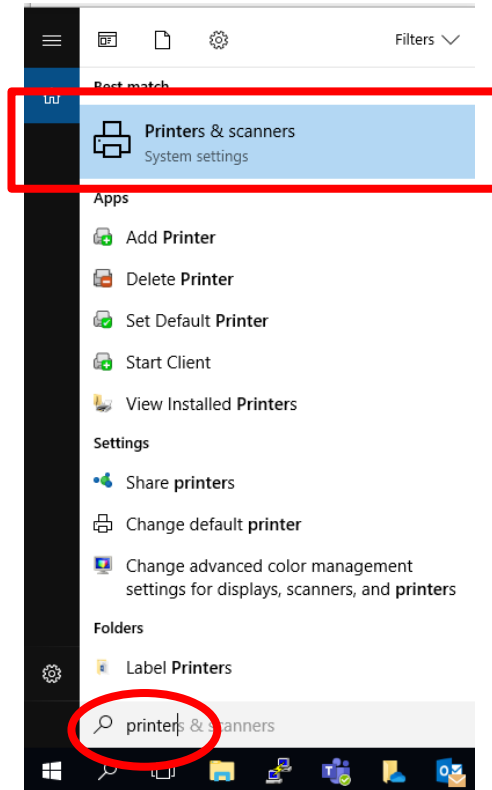 Filters
Best match
Printers & scanners
System settings
Apps
Add Printer
Delete Printer
Set Default Printer
Start Client
View Installed Printers
Settings
Share printers
Change default printer
Change advanced color management
settings for displays, scanners, and printers
Folders
Label Printers
printers & scanners